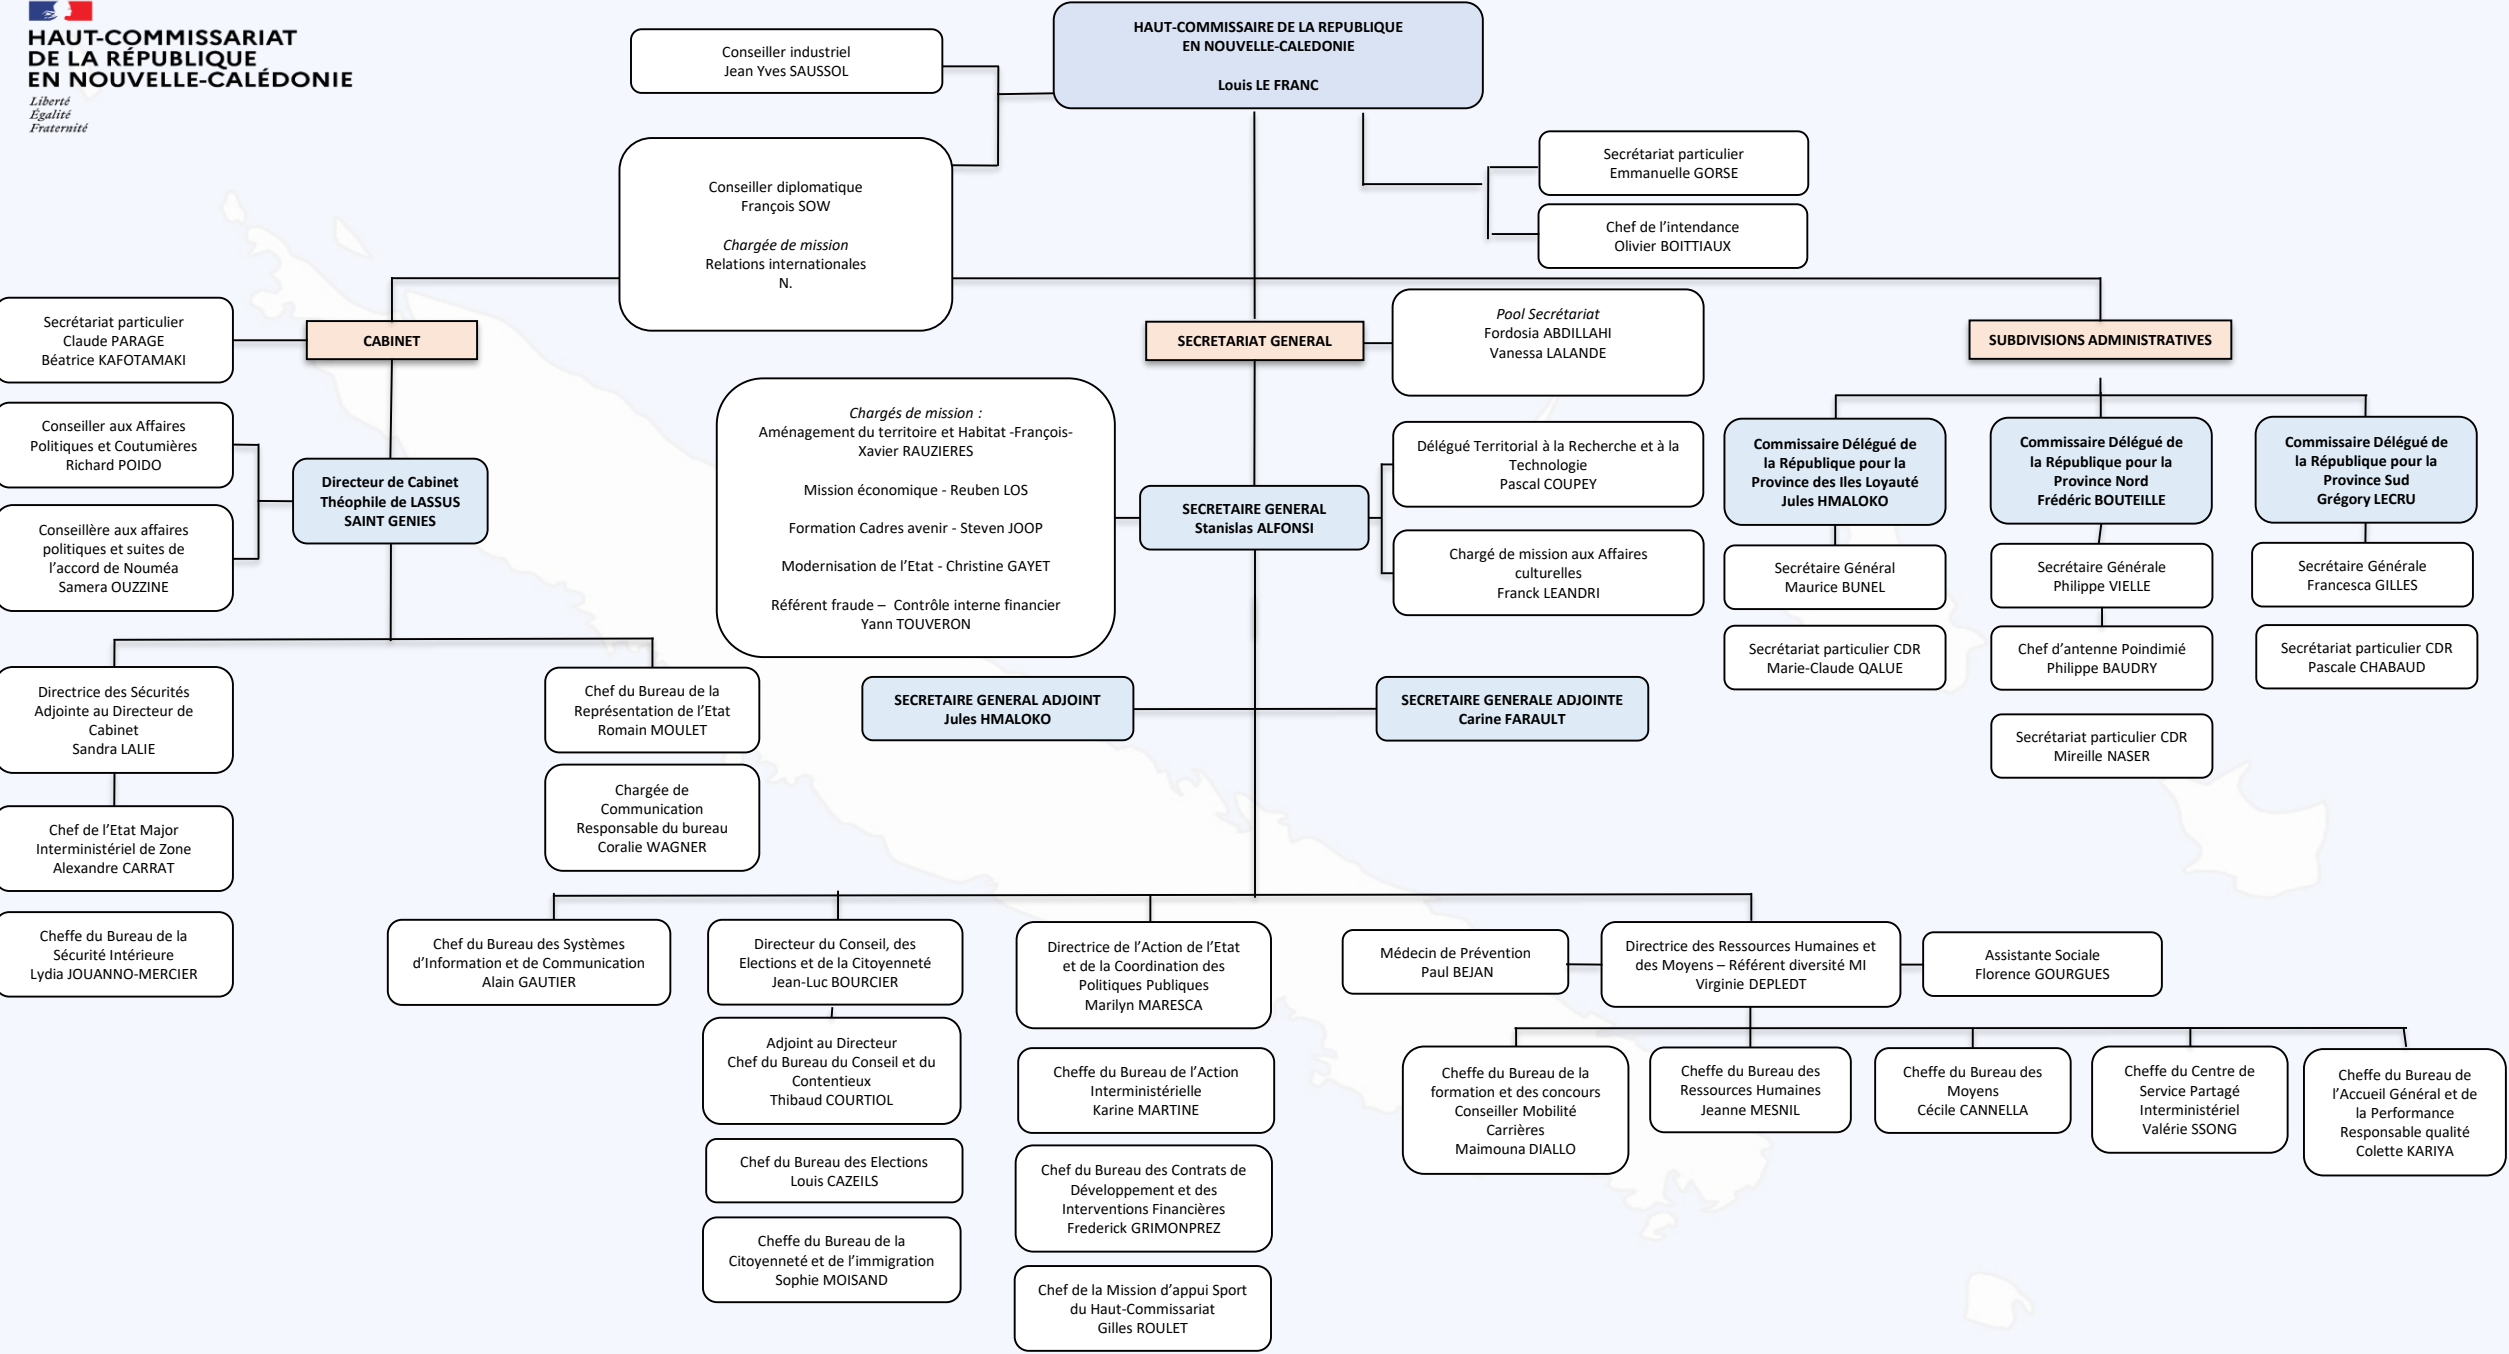 HAUT-COMMISSARIAT
DE LA RÉPUBLIQUE
EN NOUVELLE-CALÉDONIE
Liberté
Égalité
Fraternité
HAUT-COMMISSAIRE DE LA REPUBLIQUE
EN NOUVELLE-CALEDONIE
Louis LE FRANC
Conseiller industriel
Jean Yves SAUSSOL
Conseiller diplomatique
François SOW
Chargée de mission
Relations internationales
N.
Secrétariat particulier
Emmanuelle GORSE
Chef de l'intendance
Olivier BOITTIAUX
Secrétariat particulier
Claude PARAGE
Béatrice KAFOTAMAKI
CABINET
Conseiller aux Affaires
Politiques et Coutumières
Richard POIDO
Directeur de Cabinet
Théophile de LASSUS
SAINT GENIES
Conseillère aux affaires
politiques et suites de
l'accord de Nouméa
Samera OUZZINE
Directrice des Sécurités
Adjointe au Directeur de
Cabinet
Sandra LALIE
Chef de l'Etat Major
Interministériel de Zone
Alexandre CARRAT
Cheffe du Bureau de la
Sécurité Intérieure
Lydia JOUANNO-MERCIER
Chef du Bureau de la
Représentation de l'Etat
Romain MOULET
Chargée de
Communication
Responsable du bureau
Coralie WAGNER
SECRETARIAT GENERAL
Pool Secrétariat
Fordosia ABDILLAHI
Vanessa LALANDE
Chargés de mission :
Aménagement du territoire et Habitat -François-
Xavier RAUZIERES
Mission économique - Reuben LOS
Formation Cadres avenir - Steven JOOP
Modernisation de l'Etat - Christine GAYET
Référent fraude – Contrôle interne financier
Yann TOUVERON
SECRETAIRE GENERAL
Stanislas ALFONSI
Délégué Territorial à la Recherche et à la
Technologie
Pascal COUPEY
Chargé de mission aux Affaires
culturelles
Franck LEANDRI
SECRETAIRE GENERAL ADJOINT
Jules HMALOKO
SECRETAIRE GENERALE ADJOINTE
Carine FARAULT
SUBDIVISIONS ADMINISTRATIVES
Commissaire Délégué de
la République pour la
Province des Iles Loyauté
Jules HMALOKO
Secrétaire Général
Maurice BUNEL
Secrétariat particulier CDR
Marie-Claude QALUE
Commissaire Délégué de
la République pour la
Province Nord
Frédéric BOUTEILLE
Secrétaire Générale
Philippe VIELLE
Chef d'antenne Poindimié
Philippe BAUDRY
Secrétariat particulier CDR
Mireille NASER
Commissaire Délégué de
la République pour la
Province Sud
Grégory LECRU
Secrétaire Générale
Francesca GILLES
Secrétariat particulier CDR
Pascale CHABAUD
Chef du Bureau des Systèmes
d'Information et de Communication
Alain GAUTIER
Directeur du Conseil, des
Elections et de la Citoyenneté
Jean-Luc BOURCIER
Adjoint au Directeur
Chef du Bureau du Conseil et du
Contentieux
Thibaud COURTIOL
Chef du Bureau des Elections
Louis CAZEILS
Cheffe du Bureau de la
Citoyenneté et de l'immigration
Sophie MOISAND
Directrice de l'Action de l'Etat
et de la Coordination des
Politiques Publiques
Marilyn MARESCA
Cheffe du Bureau de l'Action
Interministérielle
Karine MARTINE
Chef du Bureau des Contrats de
Développement et des
Interventions Financières
Frederick GRIMONPREZ
Chef de la Mission d'appui Sport
du Haut-Commissariat
Gilles ROULET
Médecin de Prévention
Paul BEJAN
Directrice des Ressources Humaines et
des Moyens – Référent diversité MI
Virginie DEPLEDT
Assistante Sociale
Florence GOURGUES
Cheffe du Bureau de la
formation et des concours
Conseiller Mobilité
Carrières
Maimouna DIALLO
Cheffe du Bureau des
Ressources Humaines
Jeanne MESNIL
Cheffe du Bureau des
Moyens
Cécile CANNELLA
Cheffe du Centre de
Service Partagé
Interministériel
Valérie SSONG
Cheffe du Bureau de
l'Accueil Général et de
la Performance
Responsable qualité
Colette KARIYA